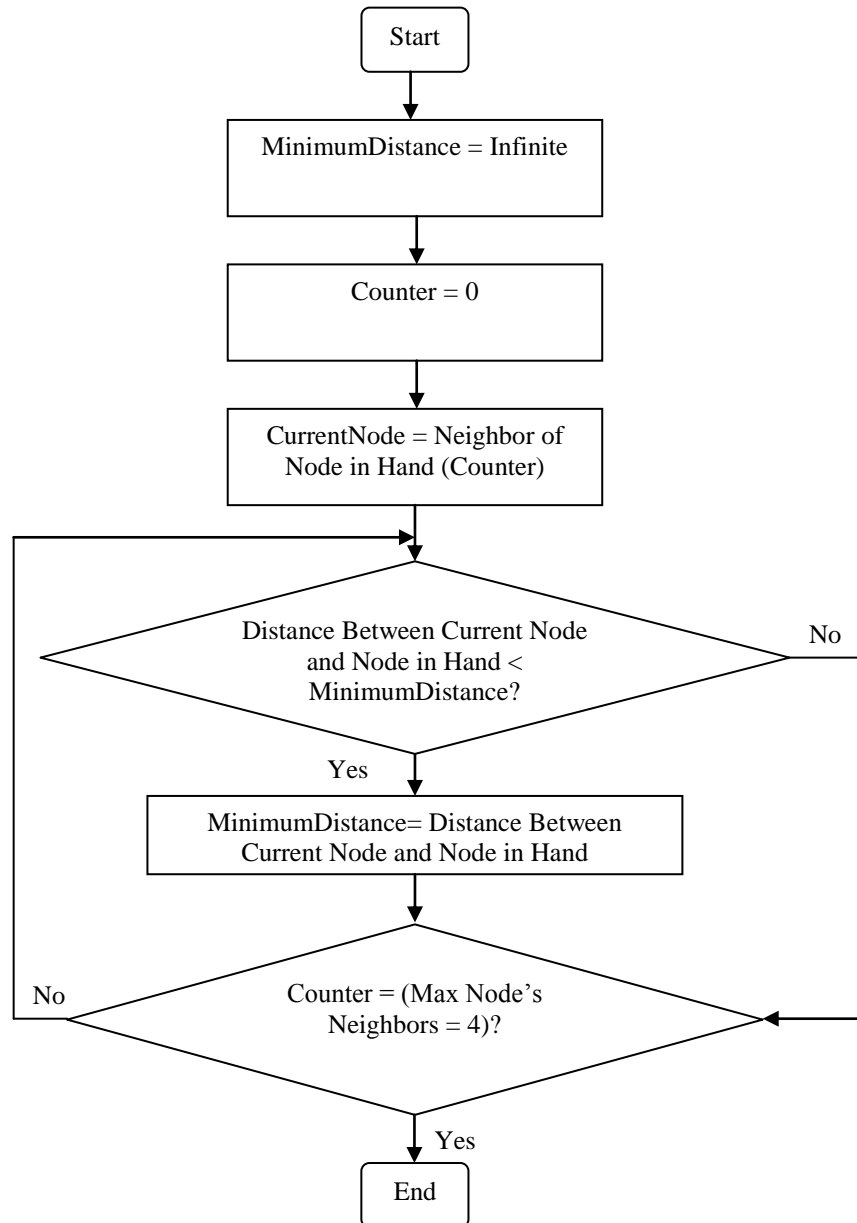 Start
MinimumDistance = Infinite
Counter = 0
CurrentNode = Neighbor of
Node in Hand (Counter)
Distance Between Current Node
and Node in Hand <
MinimumDistance?
No
Yes
MinimumDistance= Distance Between
Current Node and Node in Hand
No
Counter = (Max Node’s
Neighbors = 4)?
Yes
End